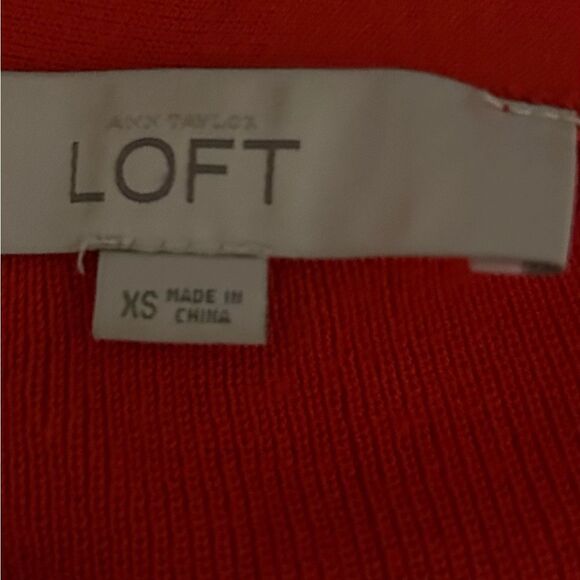 ANN TAYLOR
LOFT
XS MADE IN
CHINA